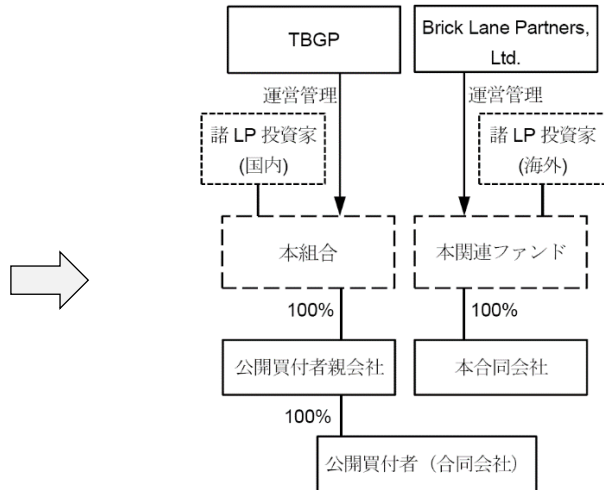 TBGP
Brick Lane Partners,
Ltd.
運営管理
運営管理
諸 LP 投資家
(国内)
諸 LP 投資家
(海外)
本組合
本関連ファンド
100%
100%
公開買付者親会社
本合同会社
100%
公開買付者（合同会社）